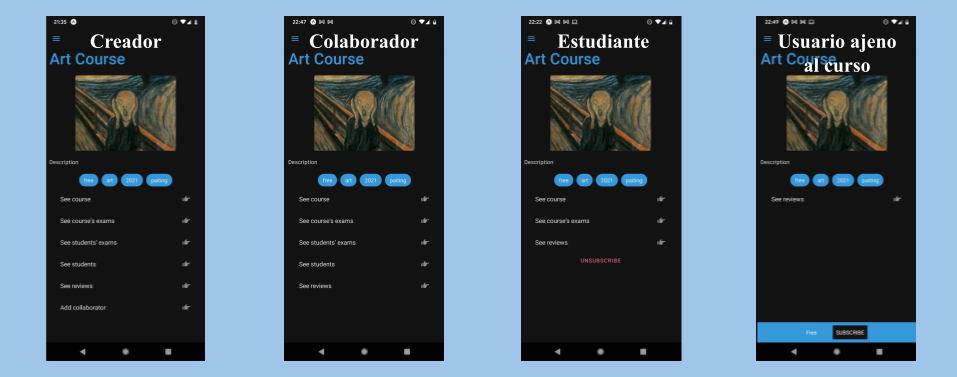 21:35
Creador
Art Course
Description
free art 2021 paiting
See course
See course's exams
See students' exams
See students
See reviews
Add collaborator
22:47
Colaborador
Art Course
Description
free art 2021 paiting
See course
See course's exams
See students' exams
See students
See reviews
22:22
Estudiante
Art Course
Description
free art 2021 paiting
See course
See course's exams
See reviews
UNSUBSCRIBE
22:49
Usuario ajeno
al curso
Art Course
Description
free art 2021 paiting
See reviews
Free SUBSCRIBE